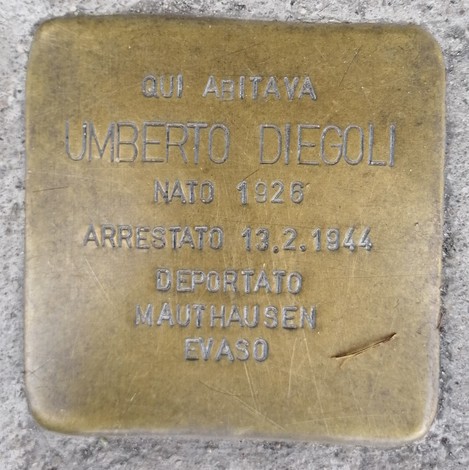 QUI ABITAVA
UMBERTO DIEGOLI
NATO 1926
ARRESTATO 13.2.1944
DEPORTATO
MAUTHAUSEN
EVASO